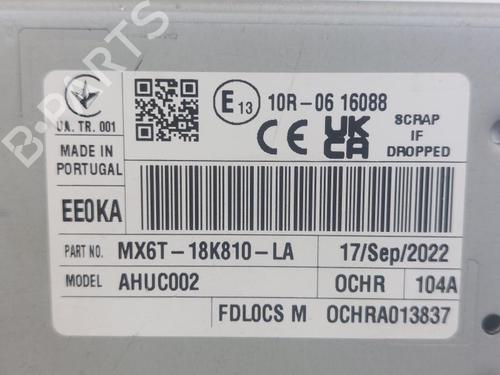 UA. TR. 001
E13
10R-06 16088
CE
UK
CA
SCRAP
IF
DROPPED
MADE IN
PORTUGAL
EE0KA
PART NO. MX6T-18K810-LA 17/Sep/2022
MODEL AHUC002 OCHR 104A
FDLOCS M OCHRA013837
B-PARTS